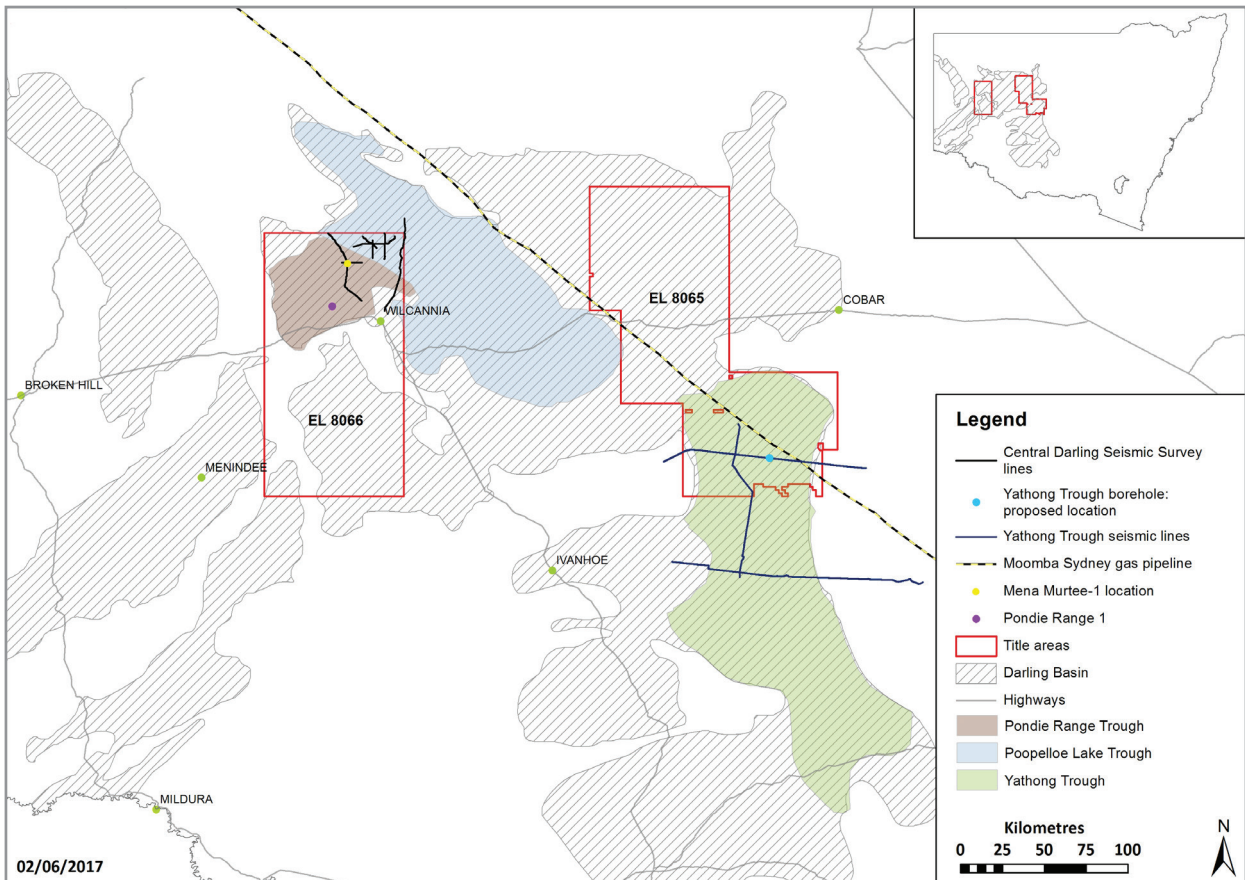 EL 8065
COBAR
WILCANNIA
BROKEN HILL
EL 8066
MENINDEE
IVANHOE
MILDURA
02/06/2017
Legend
Central Darling Seismic Survey
lines
Yathong Trough borehole:
proposed location
Yathong Trough seismic lines
Moomba Sydney gas pipeline
Mena Murtee-1 location
Pondie Range 1
Title areas
Darling Basin
Highways
Pondie Range Trough
Poopelloe Lake Trough
Yathong Trough
Kilometres
0 25 50 75 100
N